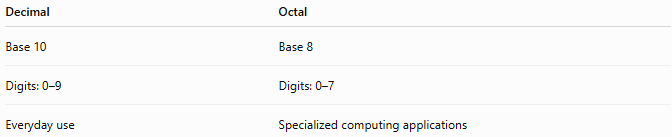 Decimal Octal
Base 10 Base 8
Digits: 0–9 Digits: 0–7
Everyday use Specialized computing applications